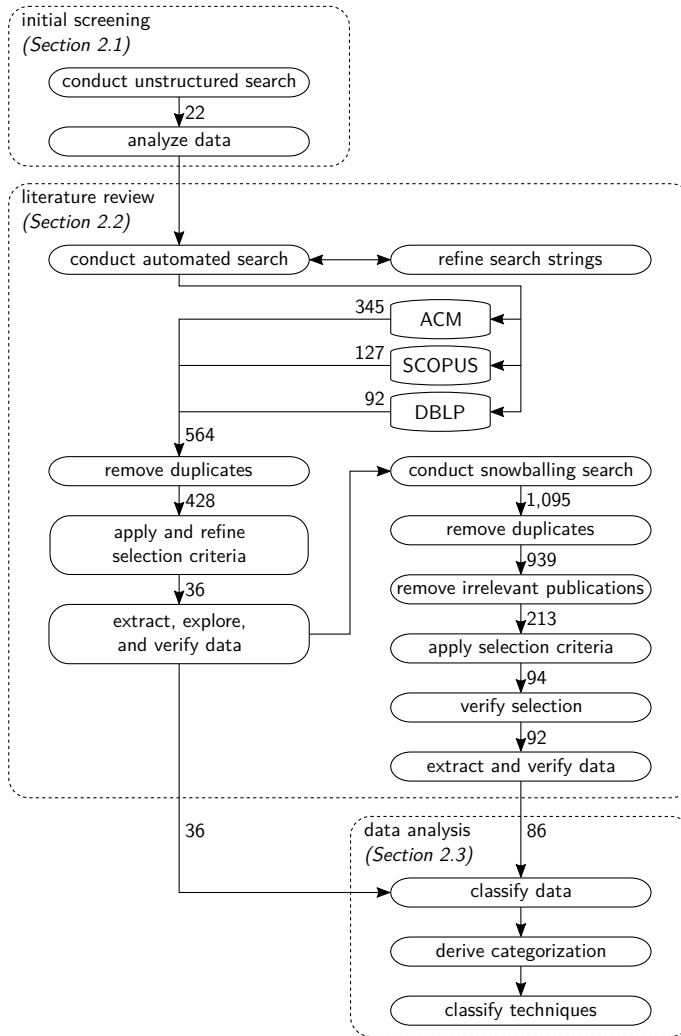 initial screening
(Section 2.1)
conduct unstructured search
22
analyze data
literature review
(Section 2.2)
conduct automated search
refine search strings
345
ACM
127
SCOPUS
92
DBLP
564
remove duplicates
428
apply and refine
selection criteria
36
extract, explore,
and verify data
conduct snowballing search
1,095
remove duplicates
939
remove irrelevant publications
213
apply selection criteria
94
verify selection
92
extract and verify data
36
86
data analysis
(Section 2.3)
classify data
derive categorization
classify techniques